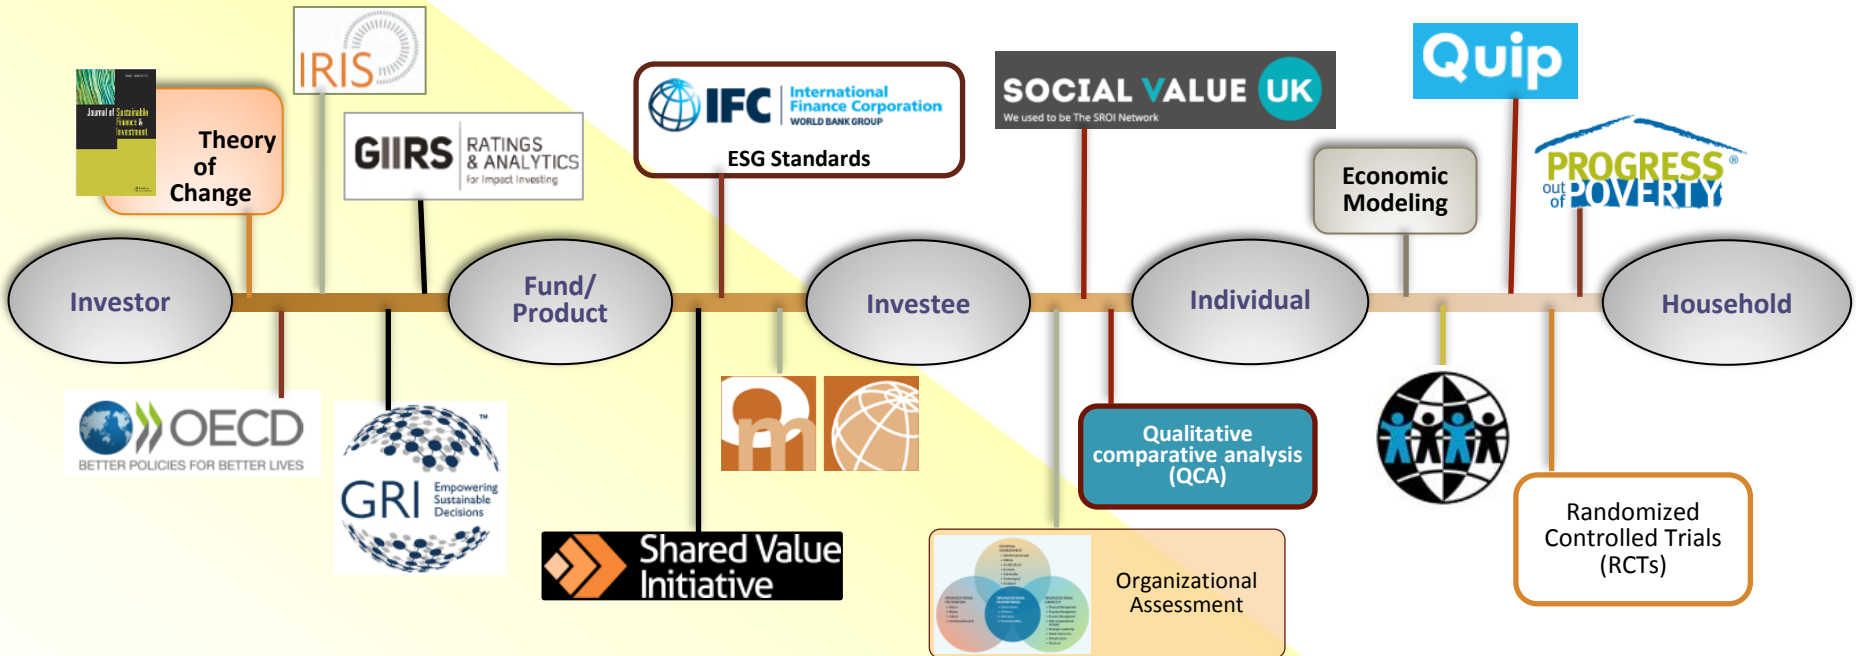 IRIS
Journal of Sustainable
Finance &
Investment
Theory
of
Change
GIIRS
RATINGS
& ANALYTICS
for Impact Investing
IFC
International
Finance Corporation
WORLD BANK GROUP
ESG Standards
SOCIAL VALUE UK
We used to be The SROI Network
Quip
Economic
Modeling
PROGRESS®
out of POVERTY
Investor
Fund/
Product
Investee
Individual
Household
OECD
BETTER POLICIES FOR BETTER LIVES
GRI
Empowering
Sustainable
Decisions
™
m
Shared Value
Initiative
Qualitative
comparative analysis
(QCA)
Organizational
Assessment
Randomized
Controlled Trials
(RCTs)